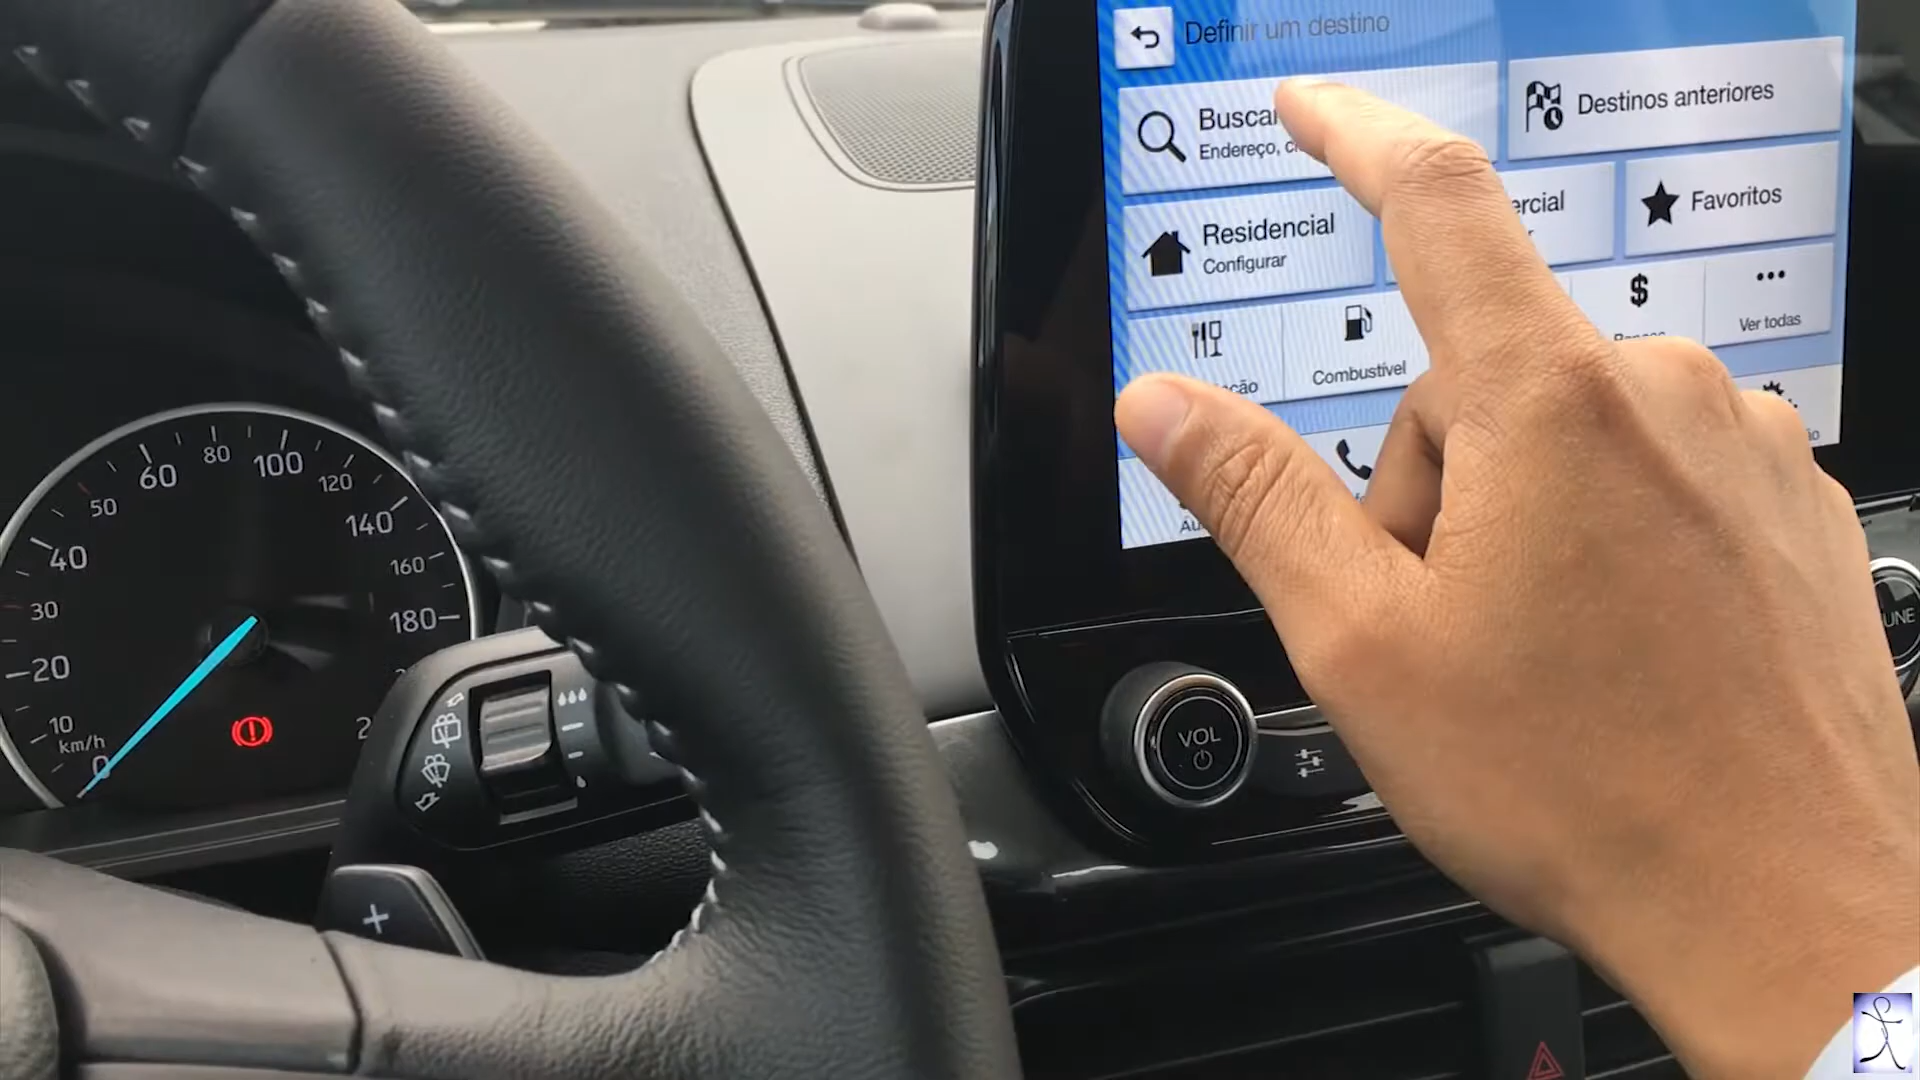 Definir um destino
Buscar
Endereço,
Destinos anteriores
Residencial
Configurar
Favoritos
Combustível
$
Ver todas
10
20
30
40
50
60
80
100
120
140
160
180
km/h
0
VOL
+